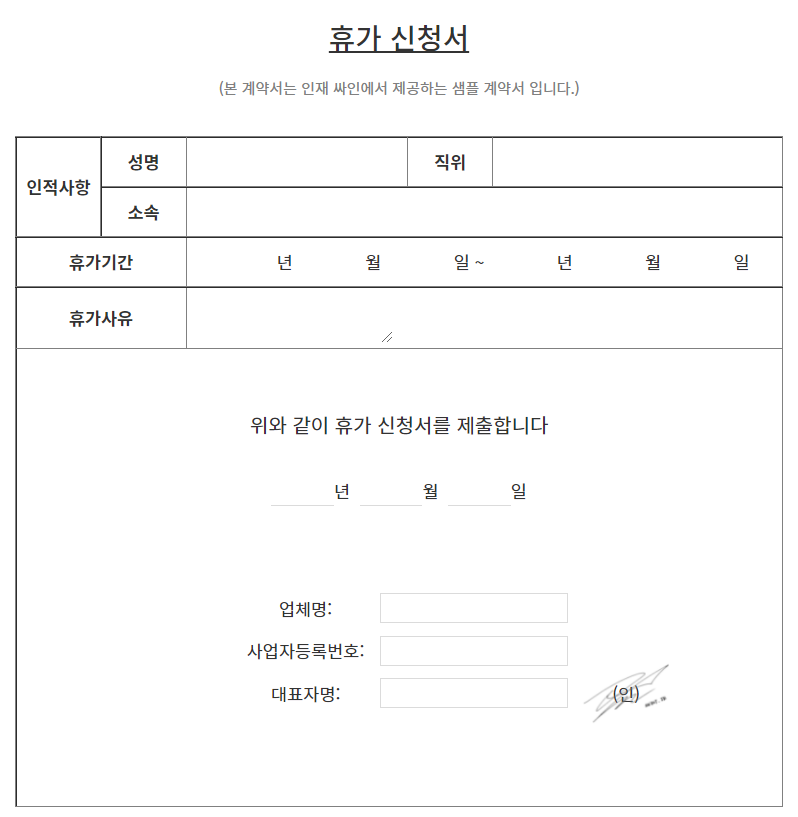 휴가 신청서
(본 계약서는 인재 싸인에서 제공하는 샘플 계약서 입니다.)
인적사항 성명 직위
소속
휴가기간 년 월 일 ~ 년 월 일
휴가사유
위와 같이 휴가 신청서를 제출합니다
년 월 일
업체명:
사업자등록번호:
대표자명: (인)